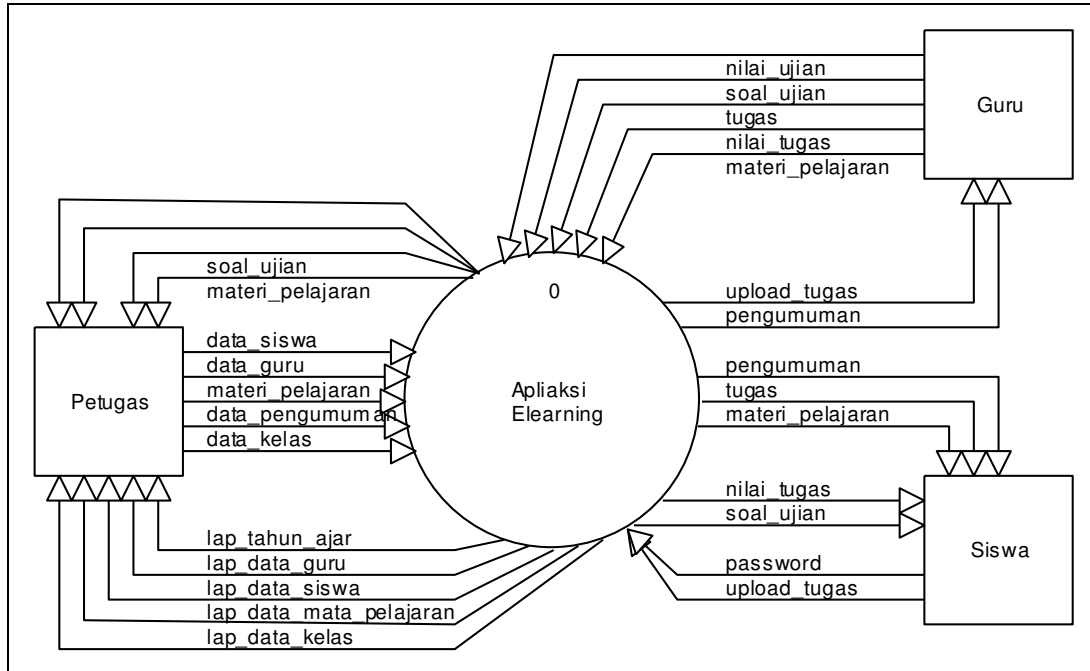 nilai_ujian
soal_ujian
tugas
nilai_tugas
materi_pelajaran
Guru
soal_ujian
materi_pelajaran
0
upload_tugas
pengumuman
data_siswa
data_guru
materi_pelajaran
data_pengumuman
data_kelas
Petugas
Apliaksi
Elearning
pengumuman
tugas
materi_pelajaran
nilai_tugas
soal_ujian
password
upload_tugas
Siswa
lap_tahun_ajar
lap_data_guru
lap_data_siswa
lap_data_mata_pelajaran
lap_data_kelas